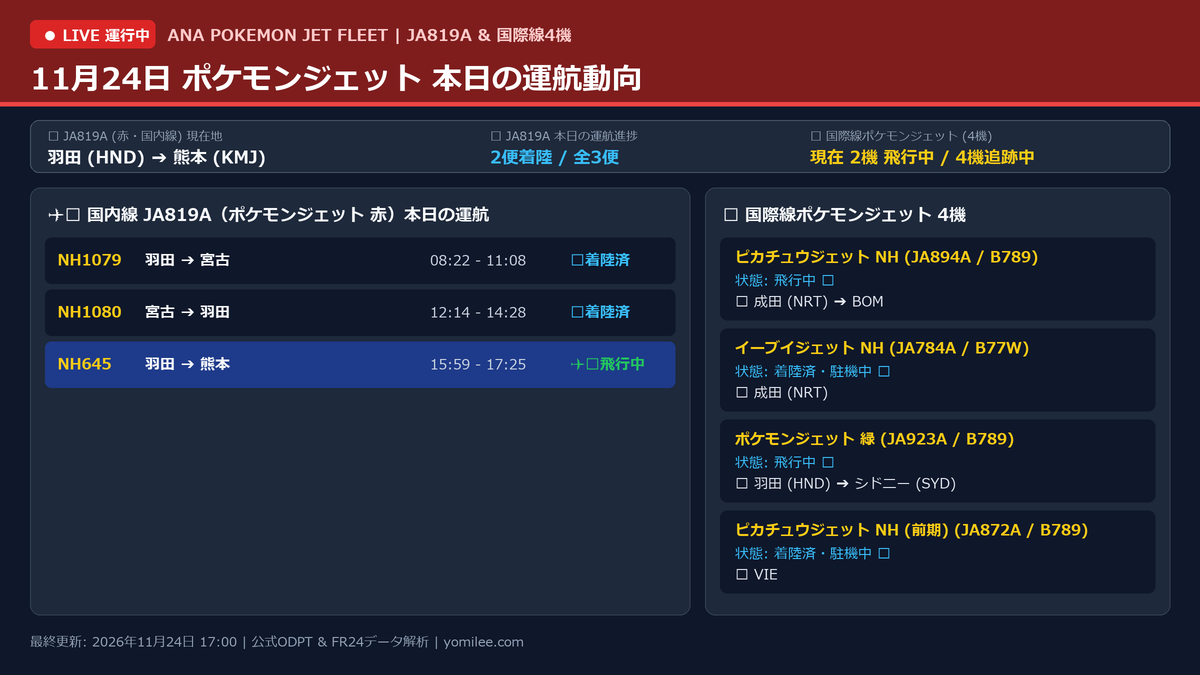 ● LIVE 運行中 ANA POKEMON JET FLEET | JA819A & 国際線4機
11月24日 ポケモンジェット 本日の運航動向
□ JA819A (赤・国内線) 現在地
羽田 (HND) → 熊本 (KMJ)
□ JA819A 本日の運航進捗
2便着陸 / 全3便
□ 国際線ポケモンジェット (4機)
現在 2機 飛行中 / 4機追跡中
✈□ 国内線 JA819A（ポケモンジェット 赤）本日の運航
NH1079 羽田 → 宮古 08:22 - 11:08 □着陸済
NH1080 宮古 → 羽田 12:14 - 14:28 □着陸済
NH645 羽田 → 熊本 15:59 - 17:25 ✈□飛行中
□ 国際線ポケモンジェット 4機
ピカチュウジェット NH (JA894A / B789)
状態: 飛行中 □
□ 成田 (NRT) → BOM
イーブイジェット NH (JA784A / B77W)
状態: 着陸済・駐機中 □
□ 成田 (NRT)
ポケモンジェット 緑 (JA923A / B789)
状態: 飛行中 □
□ 羽田 (HND) → シドニー (SYD)
ピカチュウジェット NH (前期) (JA872A / B789)
状態: 着陸済・駐機中 □
□ VIE
最終更新: 2026年11月24日 17:00 | 公式ODPT & FR24データ解析 | yomilee.com